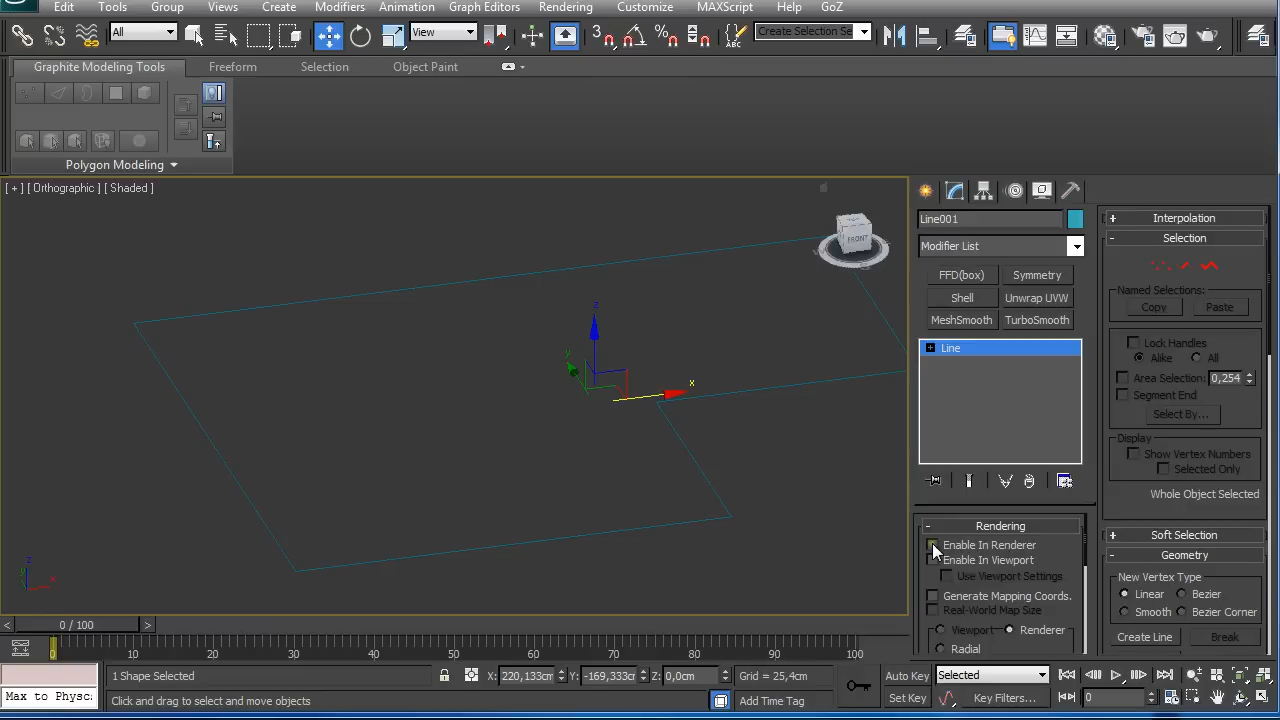 Edit Tools Group Views Create Modifiers Animation Graph Editors Rendering Customize MAXScript Help GoZ
All View 3 Create Selection Se
Graphite Modeling Tools Freeform Selection Object Paint
Polygon Modeling
[ + ] [ Orthographic ] [ Shaded ]
FRONT
z
y
x
z
y
x
Line001
Modifier List
FFD(box) Symmetry
Shell Unwrap UVW
MeshSmooth TurboSmooth
+ Line
- Rendering
Enable In Renderer
Enable In Viewport
Use Viewport Settings
Generate Mapping Coords.
Real-World Map Size
Viewport Renderer
Radial
+ Interpolation
- Selection
Named Selections:
Copy Paste
Lock Handles
Alike All
Area Selection: 0,254
Segment End
Select By...
Display
Show Vertex Numbers
Selected Only
Whole Object Selected
+ Soft Selection
- Geometry
New Vertex Type
Linear Bezier
Smooth Bezier Corner
Create Line Break
< 0 / 100 >
0 10 20 30 40 50 60 70 80 90 100
1 Shape Selected X: 220,133cm Y: -169,333cm Z: 0,0cm Grid = 25,4cm Auto Key Selected
Max to Physc: Click and drag to select and move objects Add Time Tag Set Key Key Filters... 0